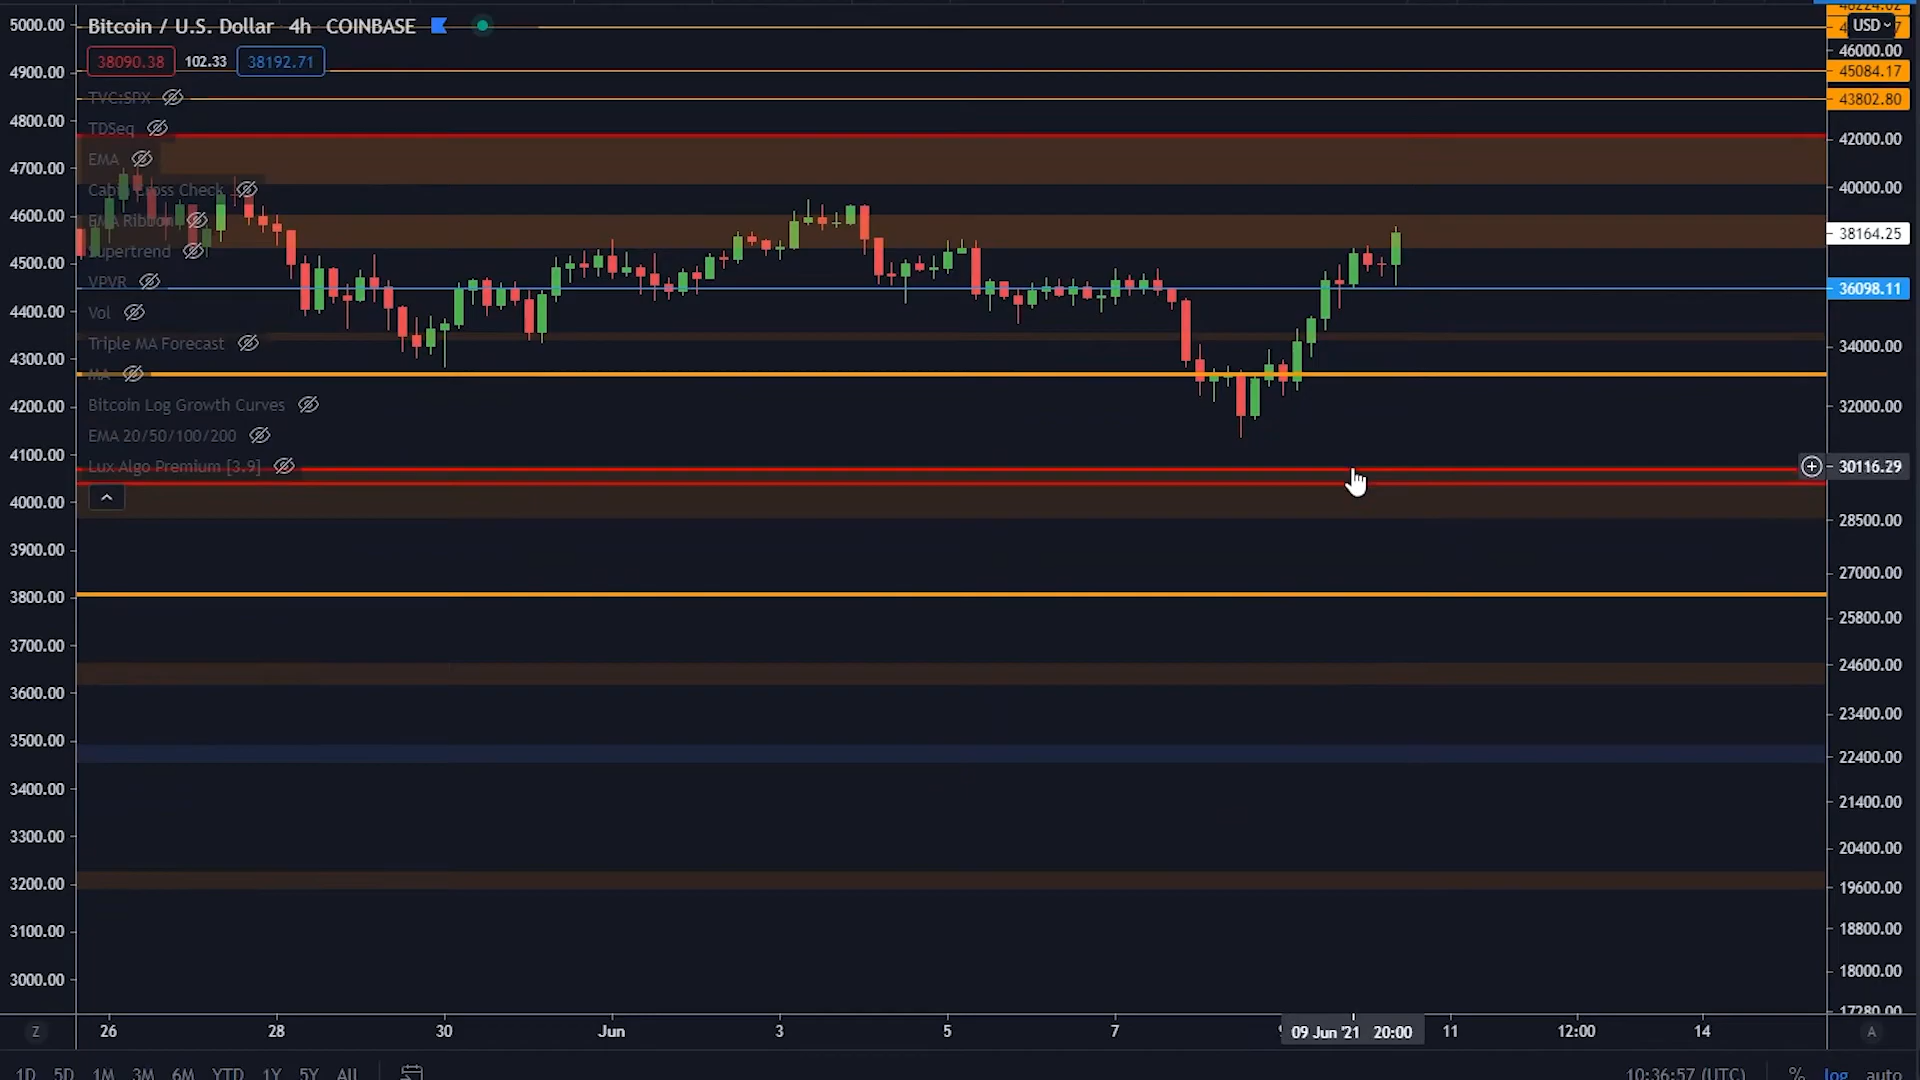 Bitcoin / U.S. Dollar 4h COINBASE
38090.38 102.33 38192.71
TVC:SPX
TDSeq
EMA
Cross Check
EMA Ribbon
Supertrend
VPVR
Vol
Triple MA Forecast
MA
Bitcoin Log Growth Curves
EMA 20/50/100/200
Lux Algo Premium [3.9]
5000.00
4900.00
4800.00
4700.00
4600.00
4500.00
4400.00
4300.00
4200.00
4100.00
4000.00
3900.00
3800.00
3700.00
3600.00
3500.00
3400.00
3300.00
3200.00
3100.00
3000.00
USD
46000.00
45084.17
43802.80
42000.00
40000.00
38164.25
36098.11
34000.00
32000.00
30116.29
28500.00
27000.00
25800.00
24600.00
23400.00
22400.00
21400.00
20400.00
19600.00
18800.00
18000.00
17280.00
Z 26 28 30 Jun 3 5 7 09 Jun '21 20:00 11 12:00 14 A
1D 5D 1M 3M 6M YTD 1Y 5Y All 10:36:57 (UTC) % log auto